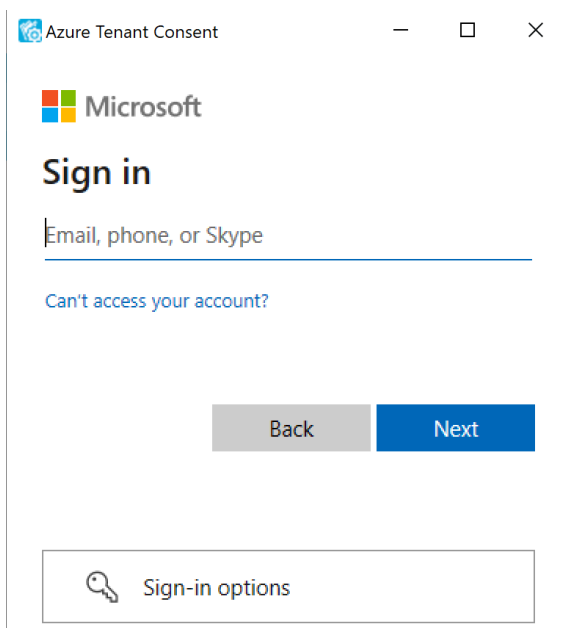 Azure Tenant Consent
Microsoft
Sign in
Email, phone, or Skype
Can't access your account?
Back
Next
Sign-in options